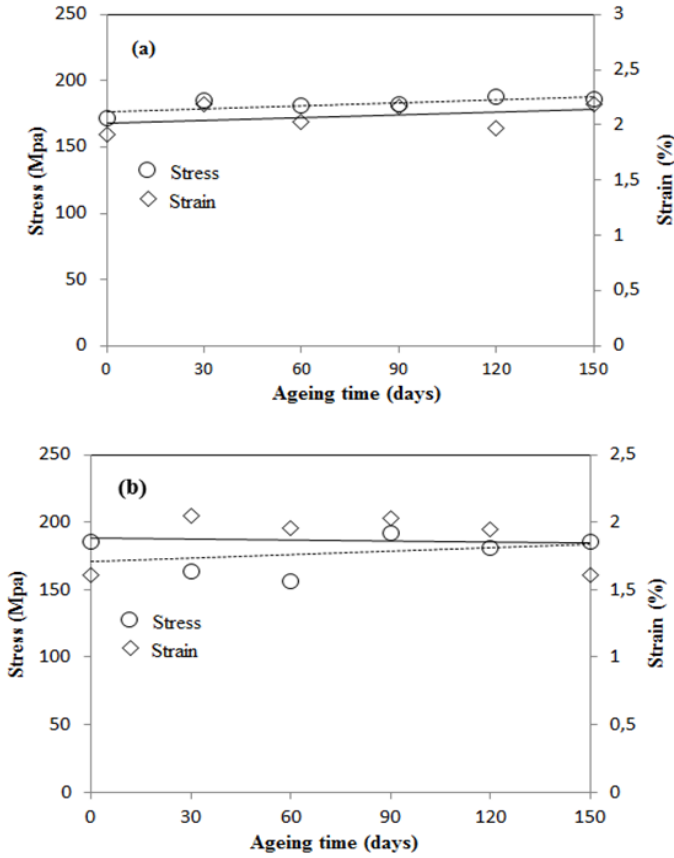 250
200
150
100
50
0
Stress (Mpa)
(a)
Stress
Strain
3
2,5
2
1,5
1
0,5
0
Strain (%)
0 30 60 90 120 150
Ageing time (days)
250
200
150
100
50
0
Stress (Mpa)
(b)
Stress
Strain
2,5
2
1,5
1
0,5
0
Strain (%)
0 30 60 90 120 150
Ageing time (days)